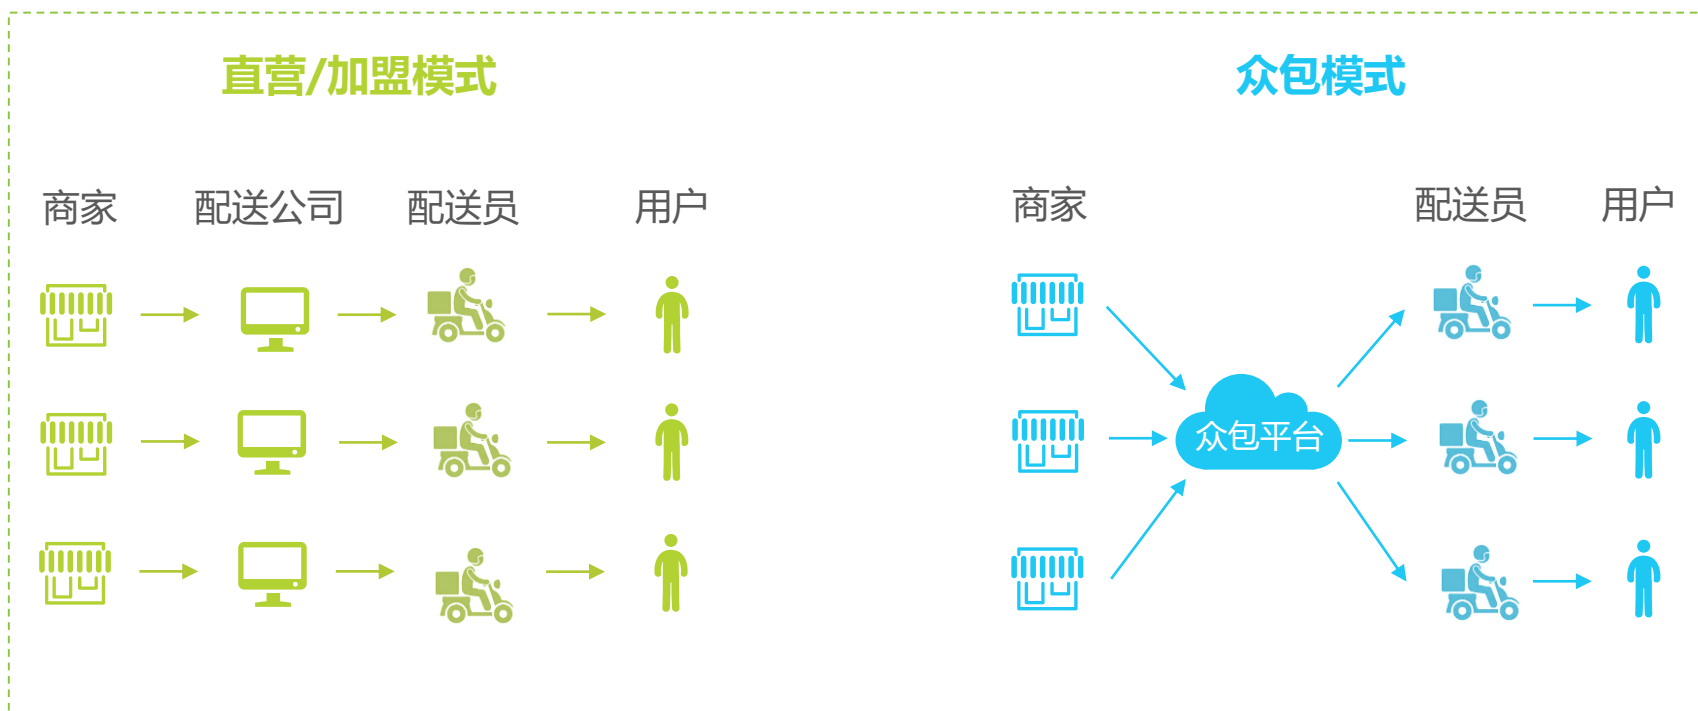 直营/加盟模式
众包模式
商家
配送公司
配送员
用户
商家
配送员
用户
众包平台